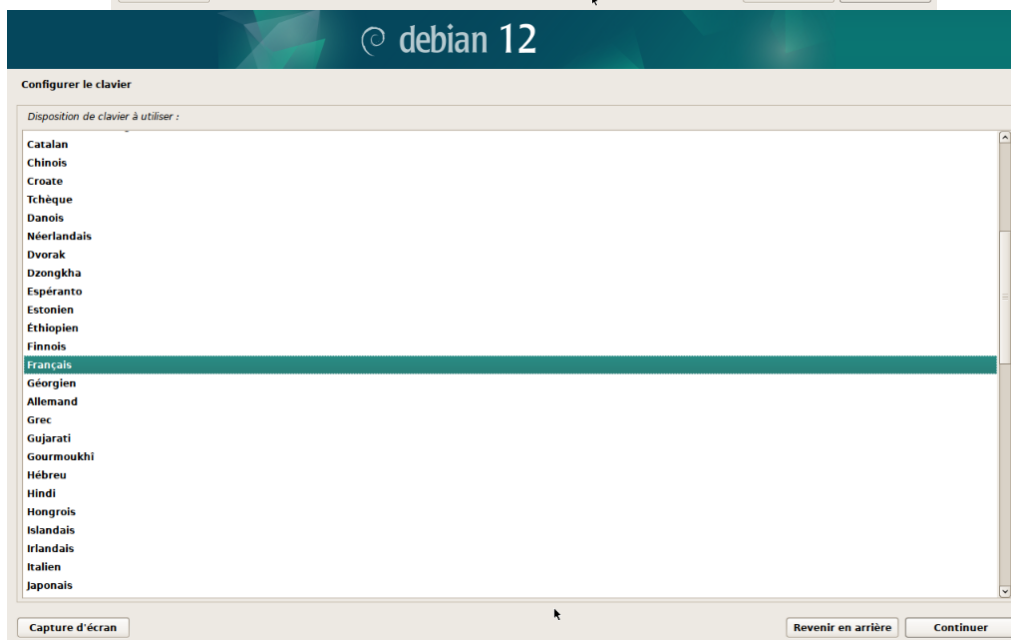 debian 12
Configurer le clavier
Disposition de clavier à utiliser :
Catalan
Chinois
Croate
Tchèque
Danois
Néerlandais
Dvorak
Dzongkha
Espéranto
Estonien
Éthiopien
Finnois
Français
Géorgien
Allemand
Grec
Gujarati
Gourmoukhi
Hébreu
Hindi
Hongrois
Islandais
Irlandais
Italien
Japonais
Capture d'écran
Revenir en arrière
Continuer